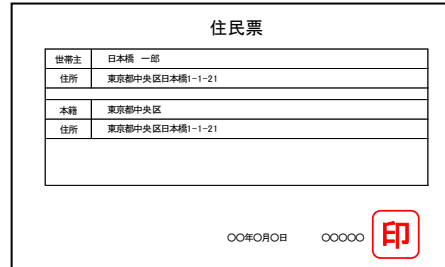 住民票
世帯主 日本橋 一郎
住所 東京都中央区日本橋1-1-21
本籍 東京都中央区
住所 東京都中央区日本橋1-1-21
〇〇年〇月〇日 〇〇〇〇〇 印